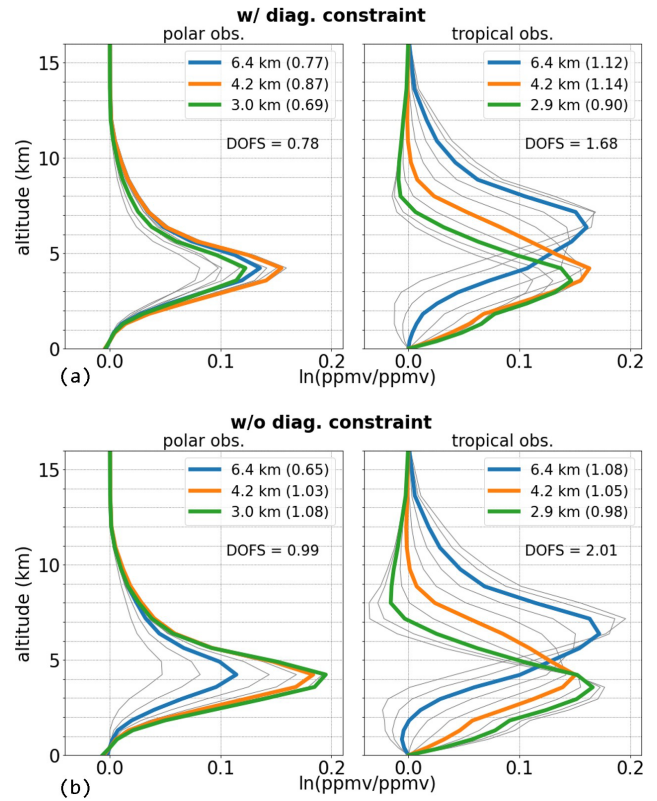 w/ diag. constraint
polar obs.
tropical obs.
15
10
5
0
altitude (km)
6.4 km (0.77)
4.2 km (0.87)
3.0 km (0.69)
DOFS = 0.78
6.4 km (1.12)
4.2 km (1.14)
2.9 km (0.90)
DOFS = 1.68
0.0 0.1 0.2 0.0 0.1 0.2
(a) ln(ppmv/ppmv)
w/o diag. constraint
polar obs.
tropical obs.
15
10
5
0
altitude (km)
6.4 km (0.65)
4.2 km (1.03)
3.0 km (1.08)
DOFS = 0.99
6.4 km (1.08)
4.2 km (1.05)
2.9 km (0.98)
DOFS = 2.01
0.0 0.1 0.2 0.0 0.1 0.2
(b) ln(ppmv/ppmv)